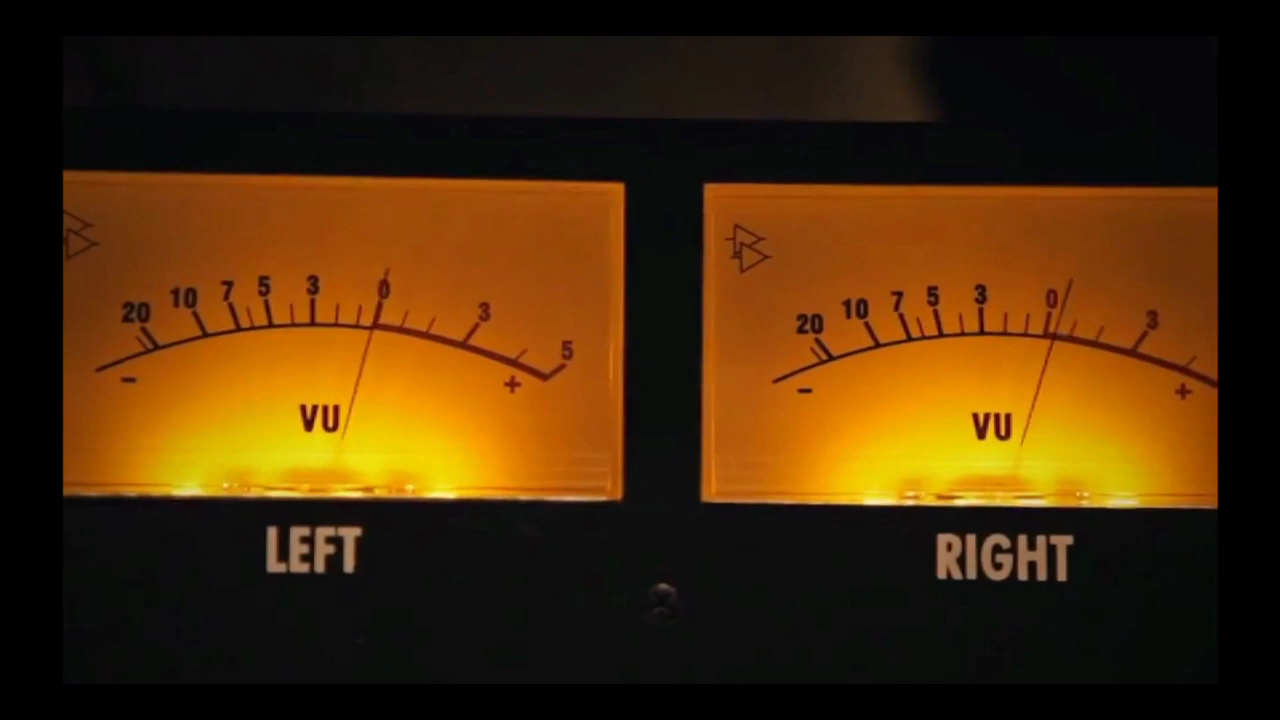 20 10 7 5 3 0 3 5
- +
VU
LEFT
20 10 7 5 3 0 3
- +
VU
RIGHT